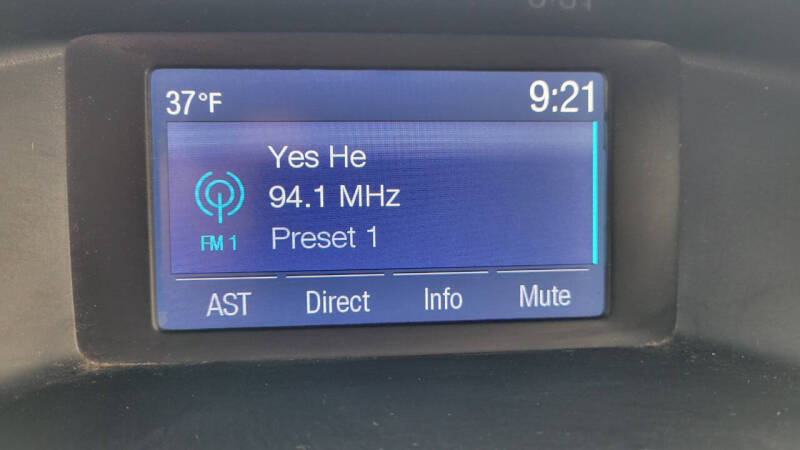 37°F 9:21
Yes He
94.1 MHz
FM 1 Preset 1
AST Direct Info Mute